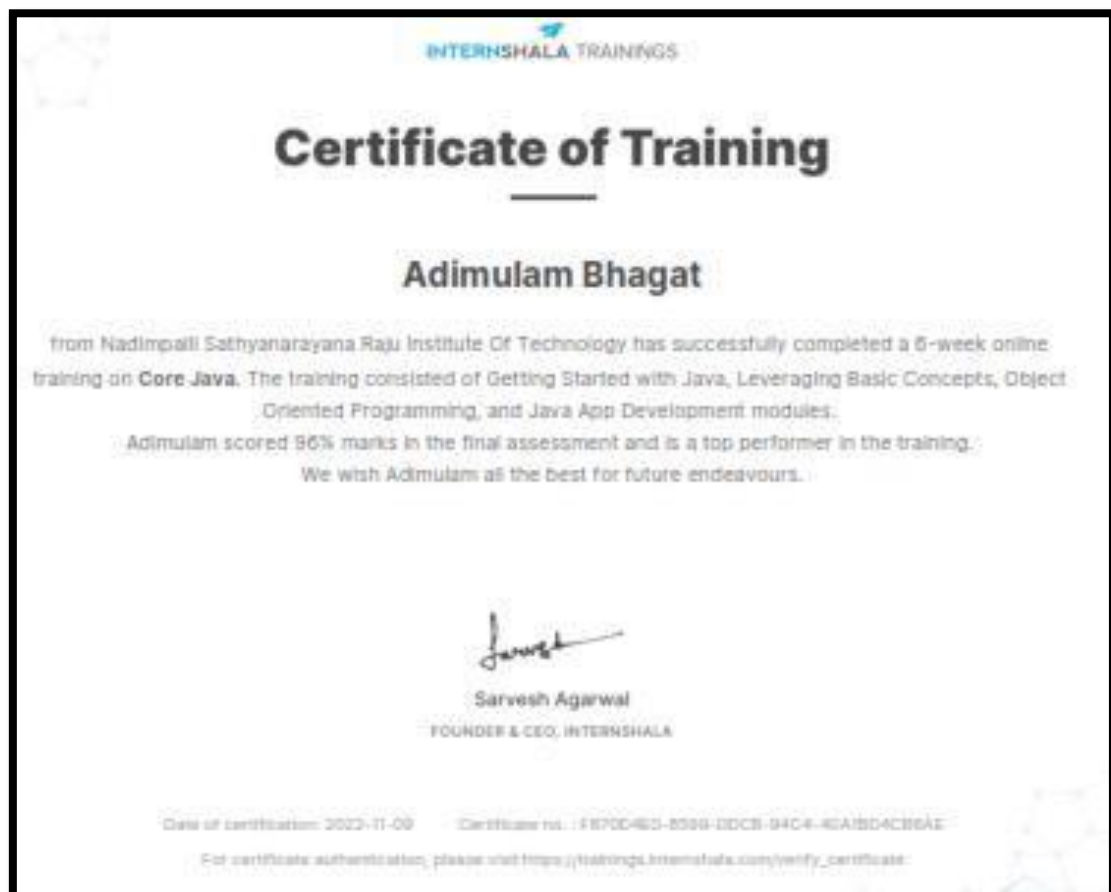 INTERNSHALA TRAININGS
Certificate of Training
Adimulam Bhagat
from Nadimpalli Sathyanarayana Raju Institute Of Technology has successfully completed a 6-week online
training on Core Java. The training consisted of Getting Started with Java, Leveraging Basic Concepts, Object
Oriented Programming, and Java App Development modules.
Adimulam scored 96% marks in the final assessment and is a top performer in the training.
We wish Adimulam all the best for future endeavours.
Sarvesh Agarwal
FOUNDER & CEO, INTERNSHALA
Date of certification: 2022-11-09 Certificate no. :
For certificate authentication, please visit https://trainings.internshala.com/verify_certificate